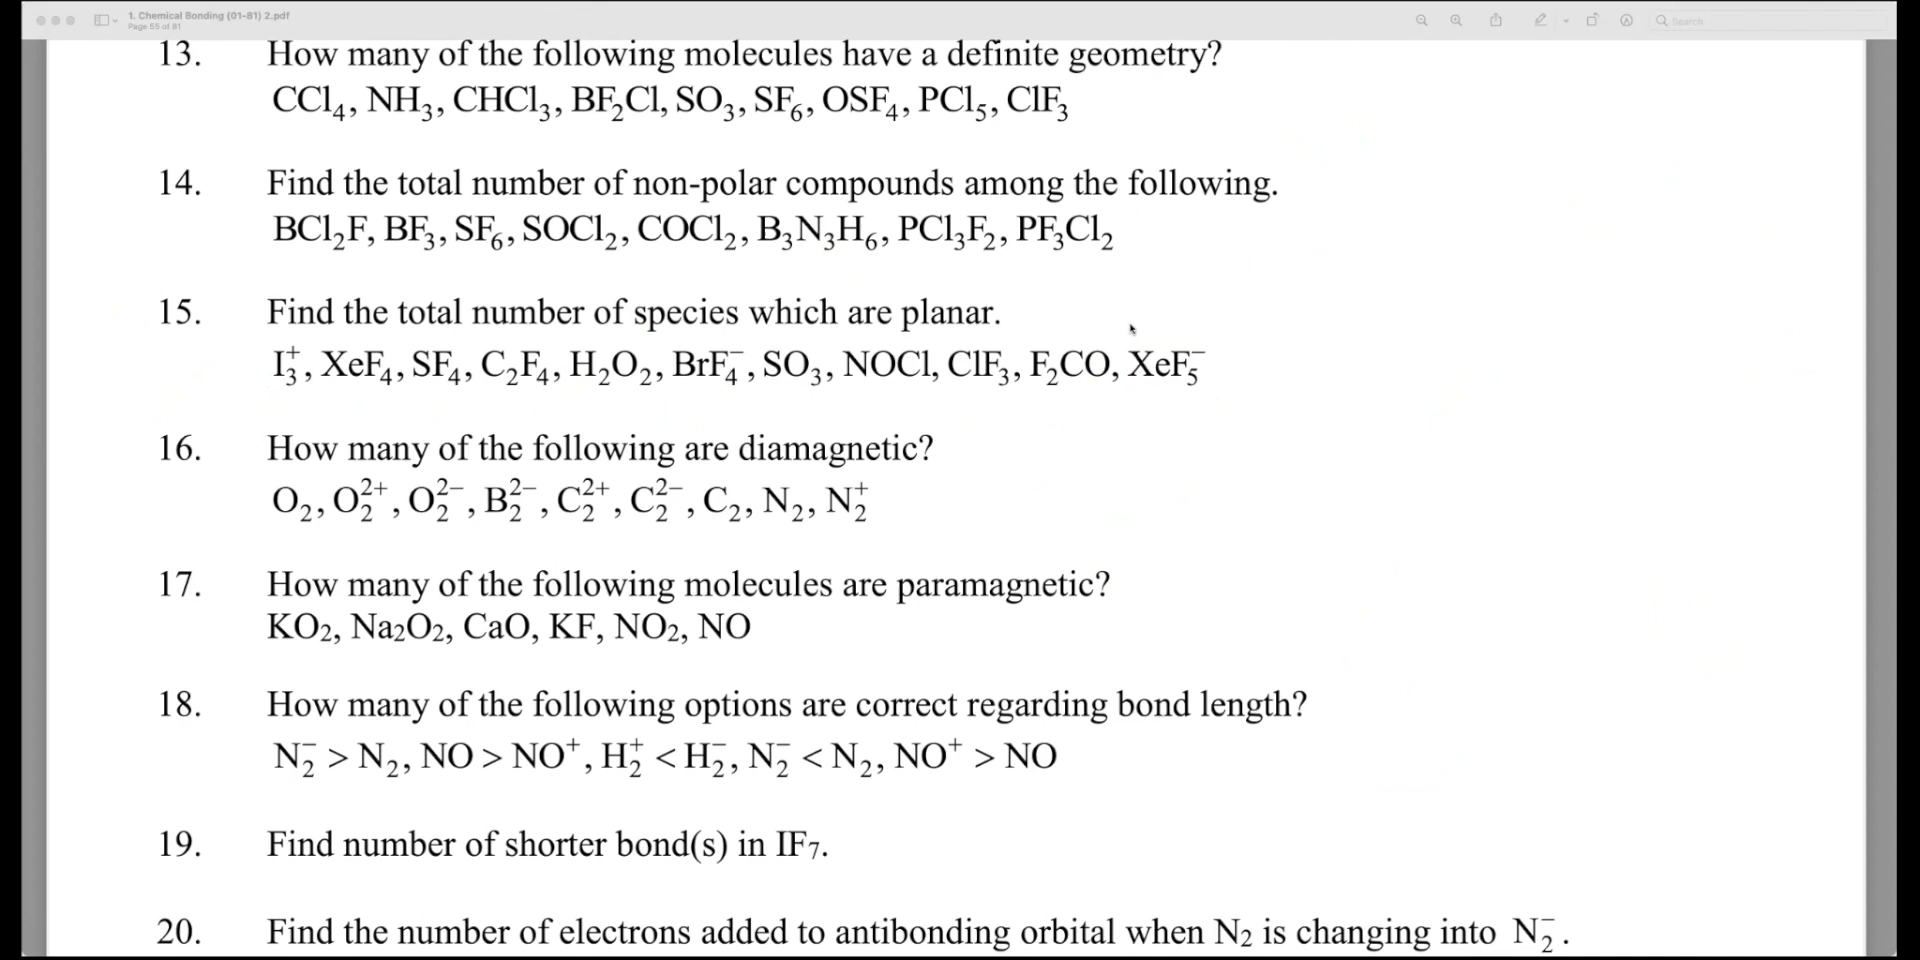 1. Chemical Bonding (01-81) 2.pdf
Page 55 of 81
Search
13. How many of the following molecules have a definite geometry?
CCl₄, NH₃, CHCl₃, BF₂Cl, SO₃, SF₆, OSF₄, PCl₅, ClF₃
14. Find the total number of non-polar compounds among the following.
BCl₂F, BF₃, SF₆, SOCl₂, COCl₂, B₃N₃H₆, PCl₃F₂, PF₃Cl₂
15. Find the total number of species which are planar.
I₃⁺, XeF₄, SF₄, C₂F₄, H₂O₂, BrF₄⁻, SO₃, NOCl, ClF₃, F₂CO, XeF₅⁻
16. How many of the following are diamagnetic?
O₂, O₂²⁺, O₂²⁻, B₂²⁻, C₂²⁺, C₂²⁻, C₂, N₂, N₂⁺
17. How many of the following molecules are paramagnetic?
KO₂, Na₂O₂, CaO, KF, NO₂, NO
18. How many of the following options are correct regarding bond length?
N₂⁻ > N₂, NO > NO⁺, H₂⁺ < H₂⁻, N₂⁻ < N₂, NO⁺ > NO
19. Find number of shorter bond(s) in IF₇.
20. Find the number of electrons added to antibonding orbital when N₂ is changing into N₂⁻.